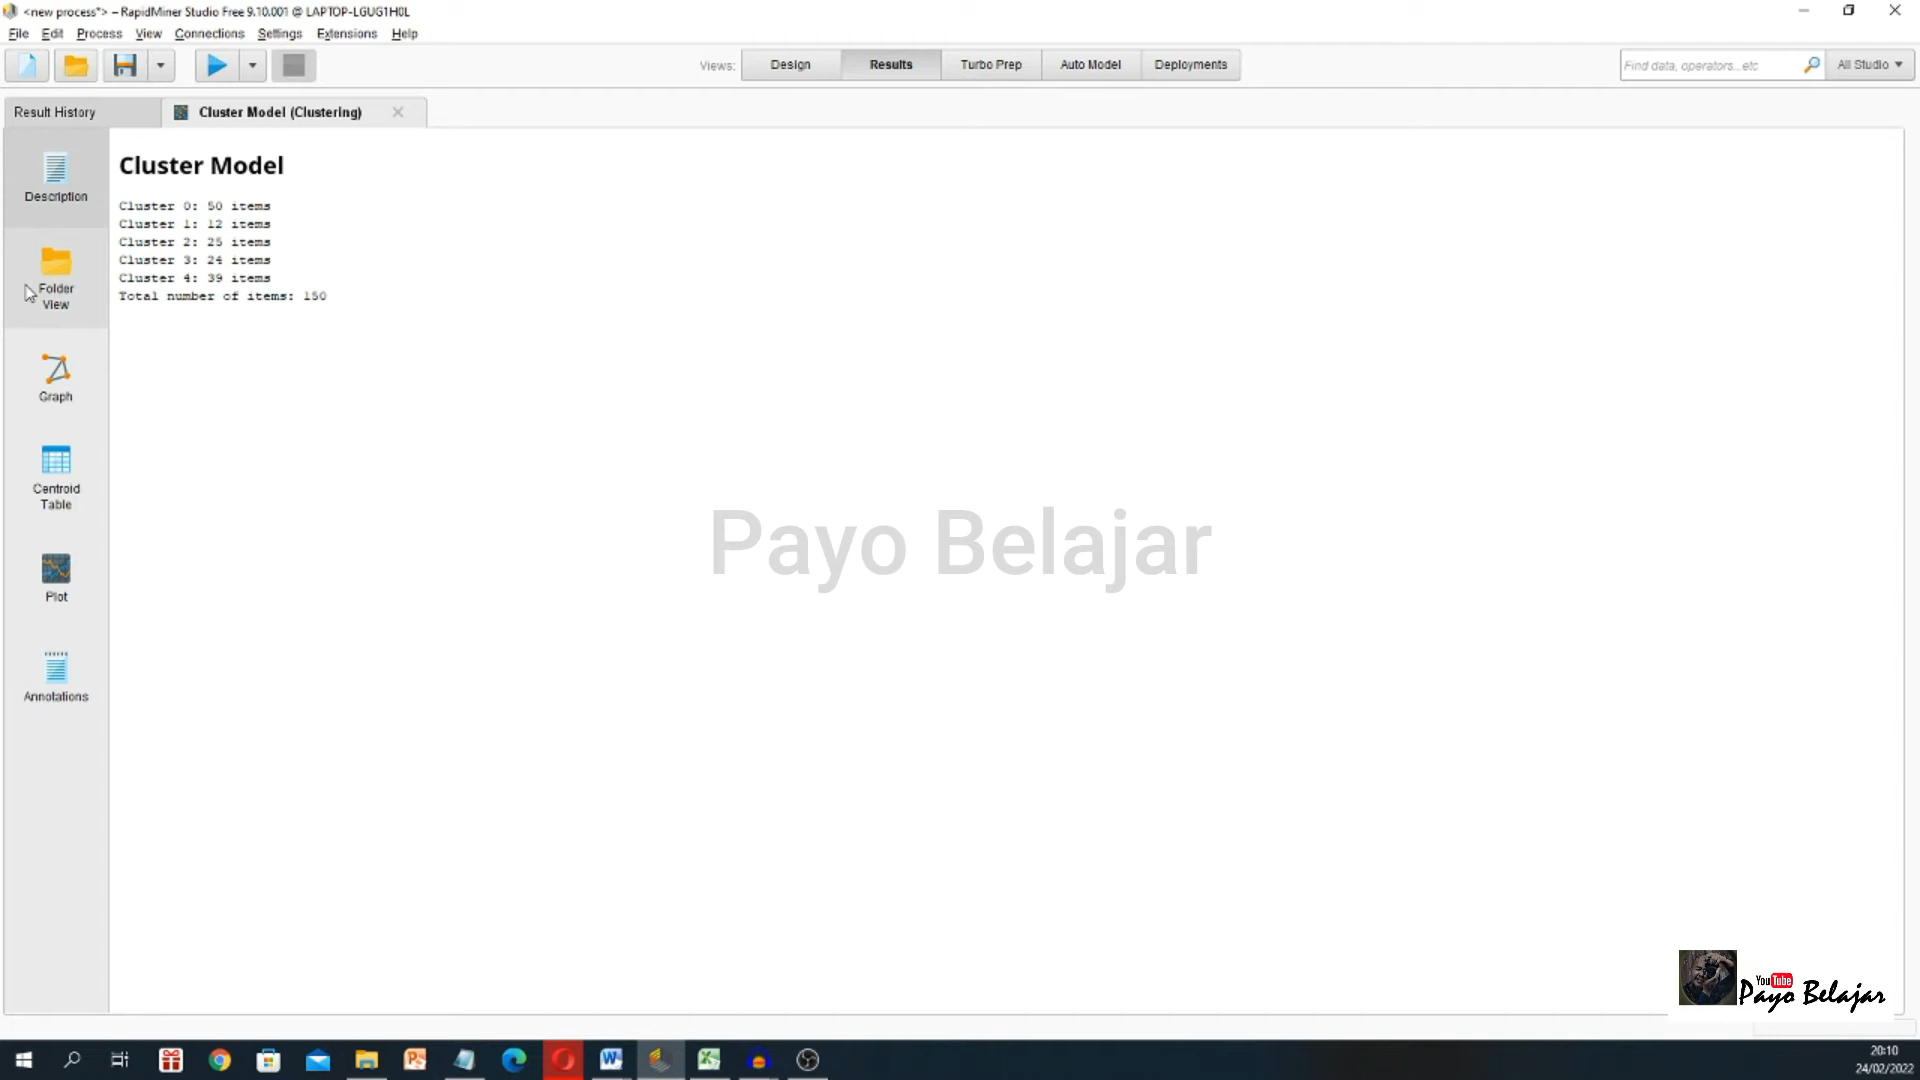 <new process*> – RapidMiner Studio Free 9.10.001 @ LAPTOP-LGUG1H0L
File Edit Process View Connections Settings Extensions Help
Views: Design Results Turbo Prep Auto Model Deployments
Find data, operators...etc
All Studio
Result History
Cluster Model (Clustering)
Description
Folder
View
Graph
Centroid
Table
Plot
Annotations
Cluster Model
Cluster 0: 50 items
Cluster 1: 12 items
Cluster 2: 25 items
Cluster 3: 24 items
Cluster 4: 39 items
Total number of items: 150
Payo Belajar
YouTube
Payo Belajar
20:10
24/02/2022